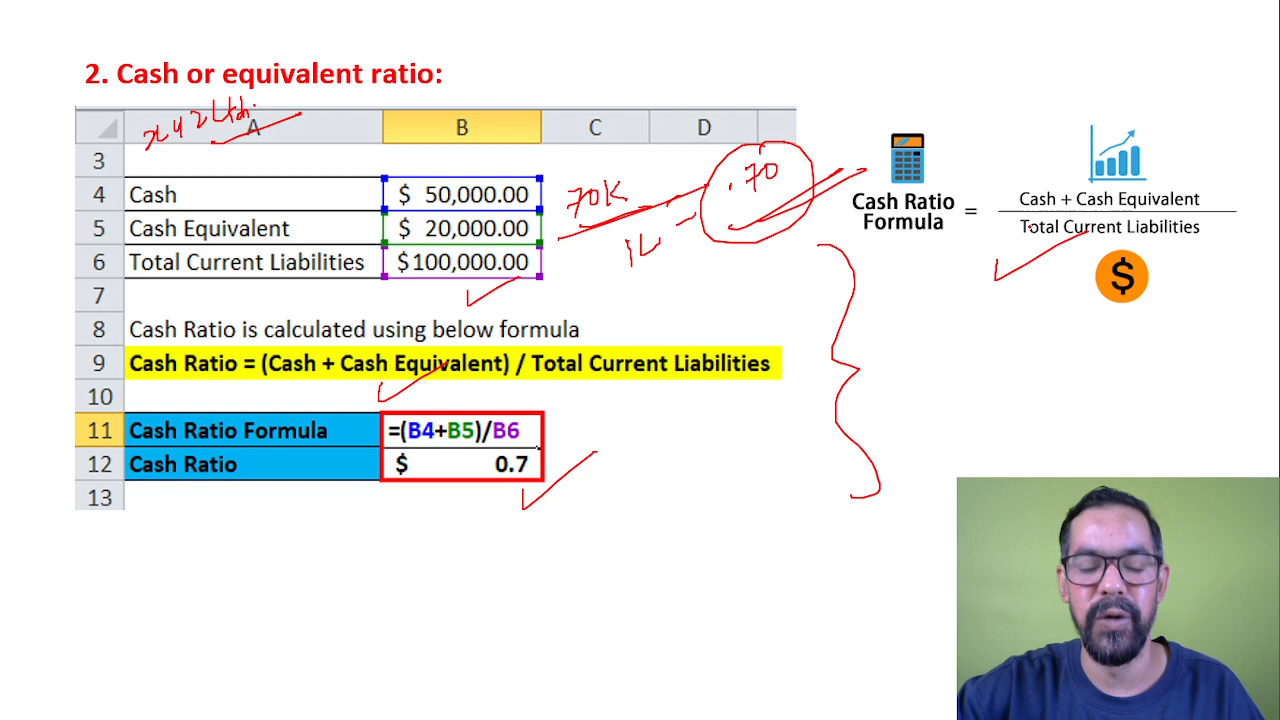 2. Cash or equivalent ratio:
xyz Ltd.
A B C D
3
4 Cash $ 50,000.00
5 Cash Equivalent $ 20,000.00
6 Total Current Liabilities $100,000.00
7
8 Cash Ratio is calculated using below formula
9 Cash Ratio = (Cash + Cash Equivalent) / Total Current Liabilities
10
11 Cash Ratio Formula =(B4+B5)/B6
12 Cash Ratio $ 0.7
13
70K
1L
= .70
Cash Ratio
Formula
=
Cash + Cash Equivalent
Total Current Liabilities
$